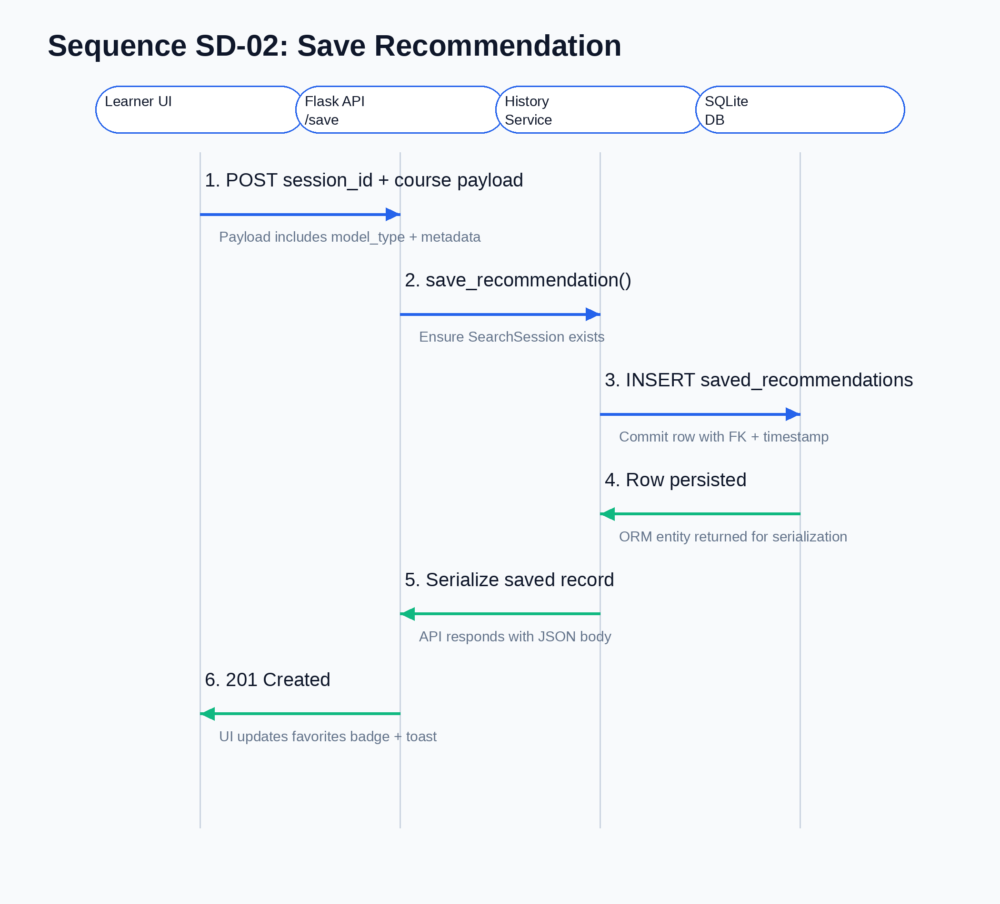 Sequence SD-02: Save Recommendation
Learner UI
Flask API
/save
History
Service
SQLite
DB
1. POST session_id + course payload
Payload includes model_type + metadata
2. save_recommendation()
Ensure SearchSession exists
3. INSERT saved_recommendations
Commit row with FK + timestamp
4. Row persisted
ORM entity returned for serialization
5. Serialize saved record
API responds with JSON body
6. 201 Created
UI updates favorites badge + toast